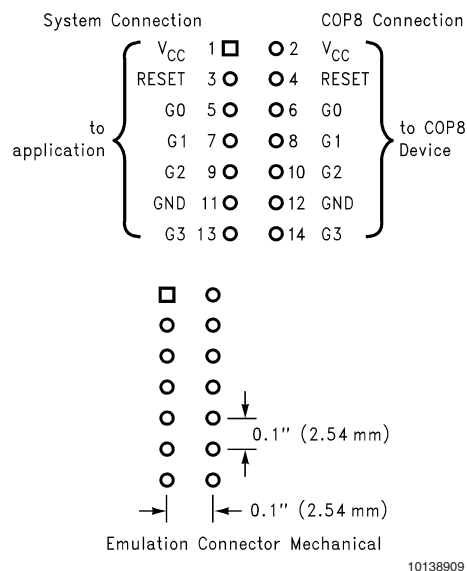 System Connection COP8 Connection
VCC 1 2 VCC
RESET 3 4 RESET
G0 5 6 G0
to application
G1 7 8 G1
to COP8 Device
G2 9 10 G2
GND 11 12 GND
G3 13 14 G3
0.1" (2.54 mm)
0.1" (2.54 mm)
Emulation Connector Mechanical
10138909